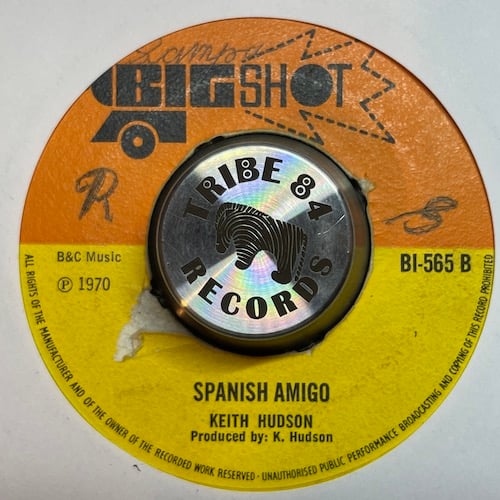 BIG SHOT
TRIBE 84
RECORDS
B&C Music
℗ 1970
BI-565 B
SPANISH AMIGO
KEITH HUDSON
Produced by: K. Hudson
ALL RIGHTS OF THE MANUFACTURER AND OF THE OWNER OF THE RECORDED WORK RESERVED - UNAUTHORISED PUBLIC PERFORMANCE BROADCASTING AND COPYING OF THIS RECORD PROHIBITED